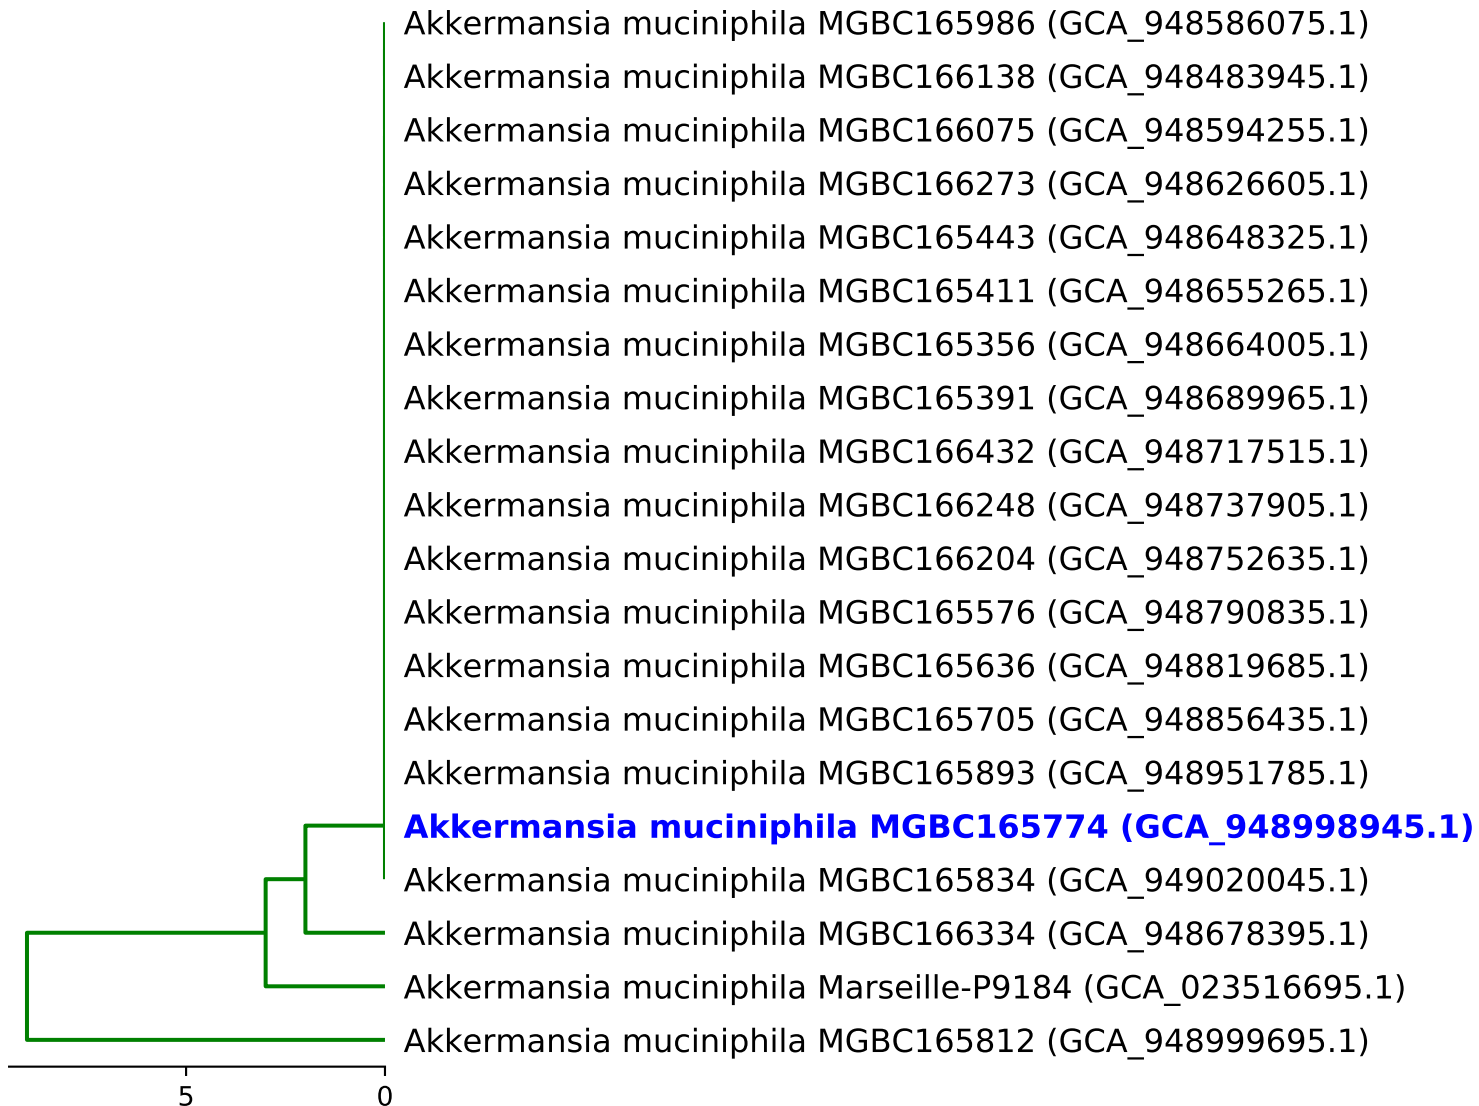 Akkermansia muciniphila MGBC165986 (GCA_948586075.1)
Akkermansia muciniphila MGBC166138 (GCA_948483945.1)
Akkermansia muciniphila MGBC166075 (GCA_948594255.1)
Akkermansia muciniphila MGBC166273 (GCA_948626605.1)
Akkermansia muciniphila MGBC165443 (GCA_948648325.1)
Akkermansia muciniphila MGBC165411 (GCA_948655265.1)
Akkermansia muciniphila MGBC165356 (GCA_948664005.1)
Akkermansia muciniphila MGBC165391 (GCA_948689965.1)
Akkermansia muciniphila MGBC166432 (GCA_948717515.1)
Akkermansia muciniphila MGBC166248 (GCA_948737905.1)
Akkermansia muciniphila MGBC166204 (GCA_948752635.1)
Akkermansia muciniphila MGBC165576 (GCA_948790835.1)
Akkermansia muciniphila MGBC165636 (GCA_948819685.1)
Akkermansia muciniphila MGBC165705 (GCA_948856435.1)
Akkermansia muciniphila MGBC165893 (GCA_948951785.1)
Akkermansia muciniphila MGBC165774 (GCA_948998945.1)
Akkermansia muciniphila MGBC165834 (GCA_949020045.1)
Akkermansia muciniphila MGBC166334 (GCA_948678395.1)
Akkermansia muciniphila Marseille-P9184 (GCA_023516695.1)
Akkermansia muciniphila MGBC165812 (GCA_948999695.1)
5 0